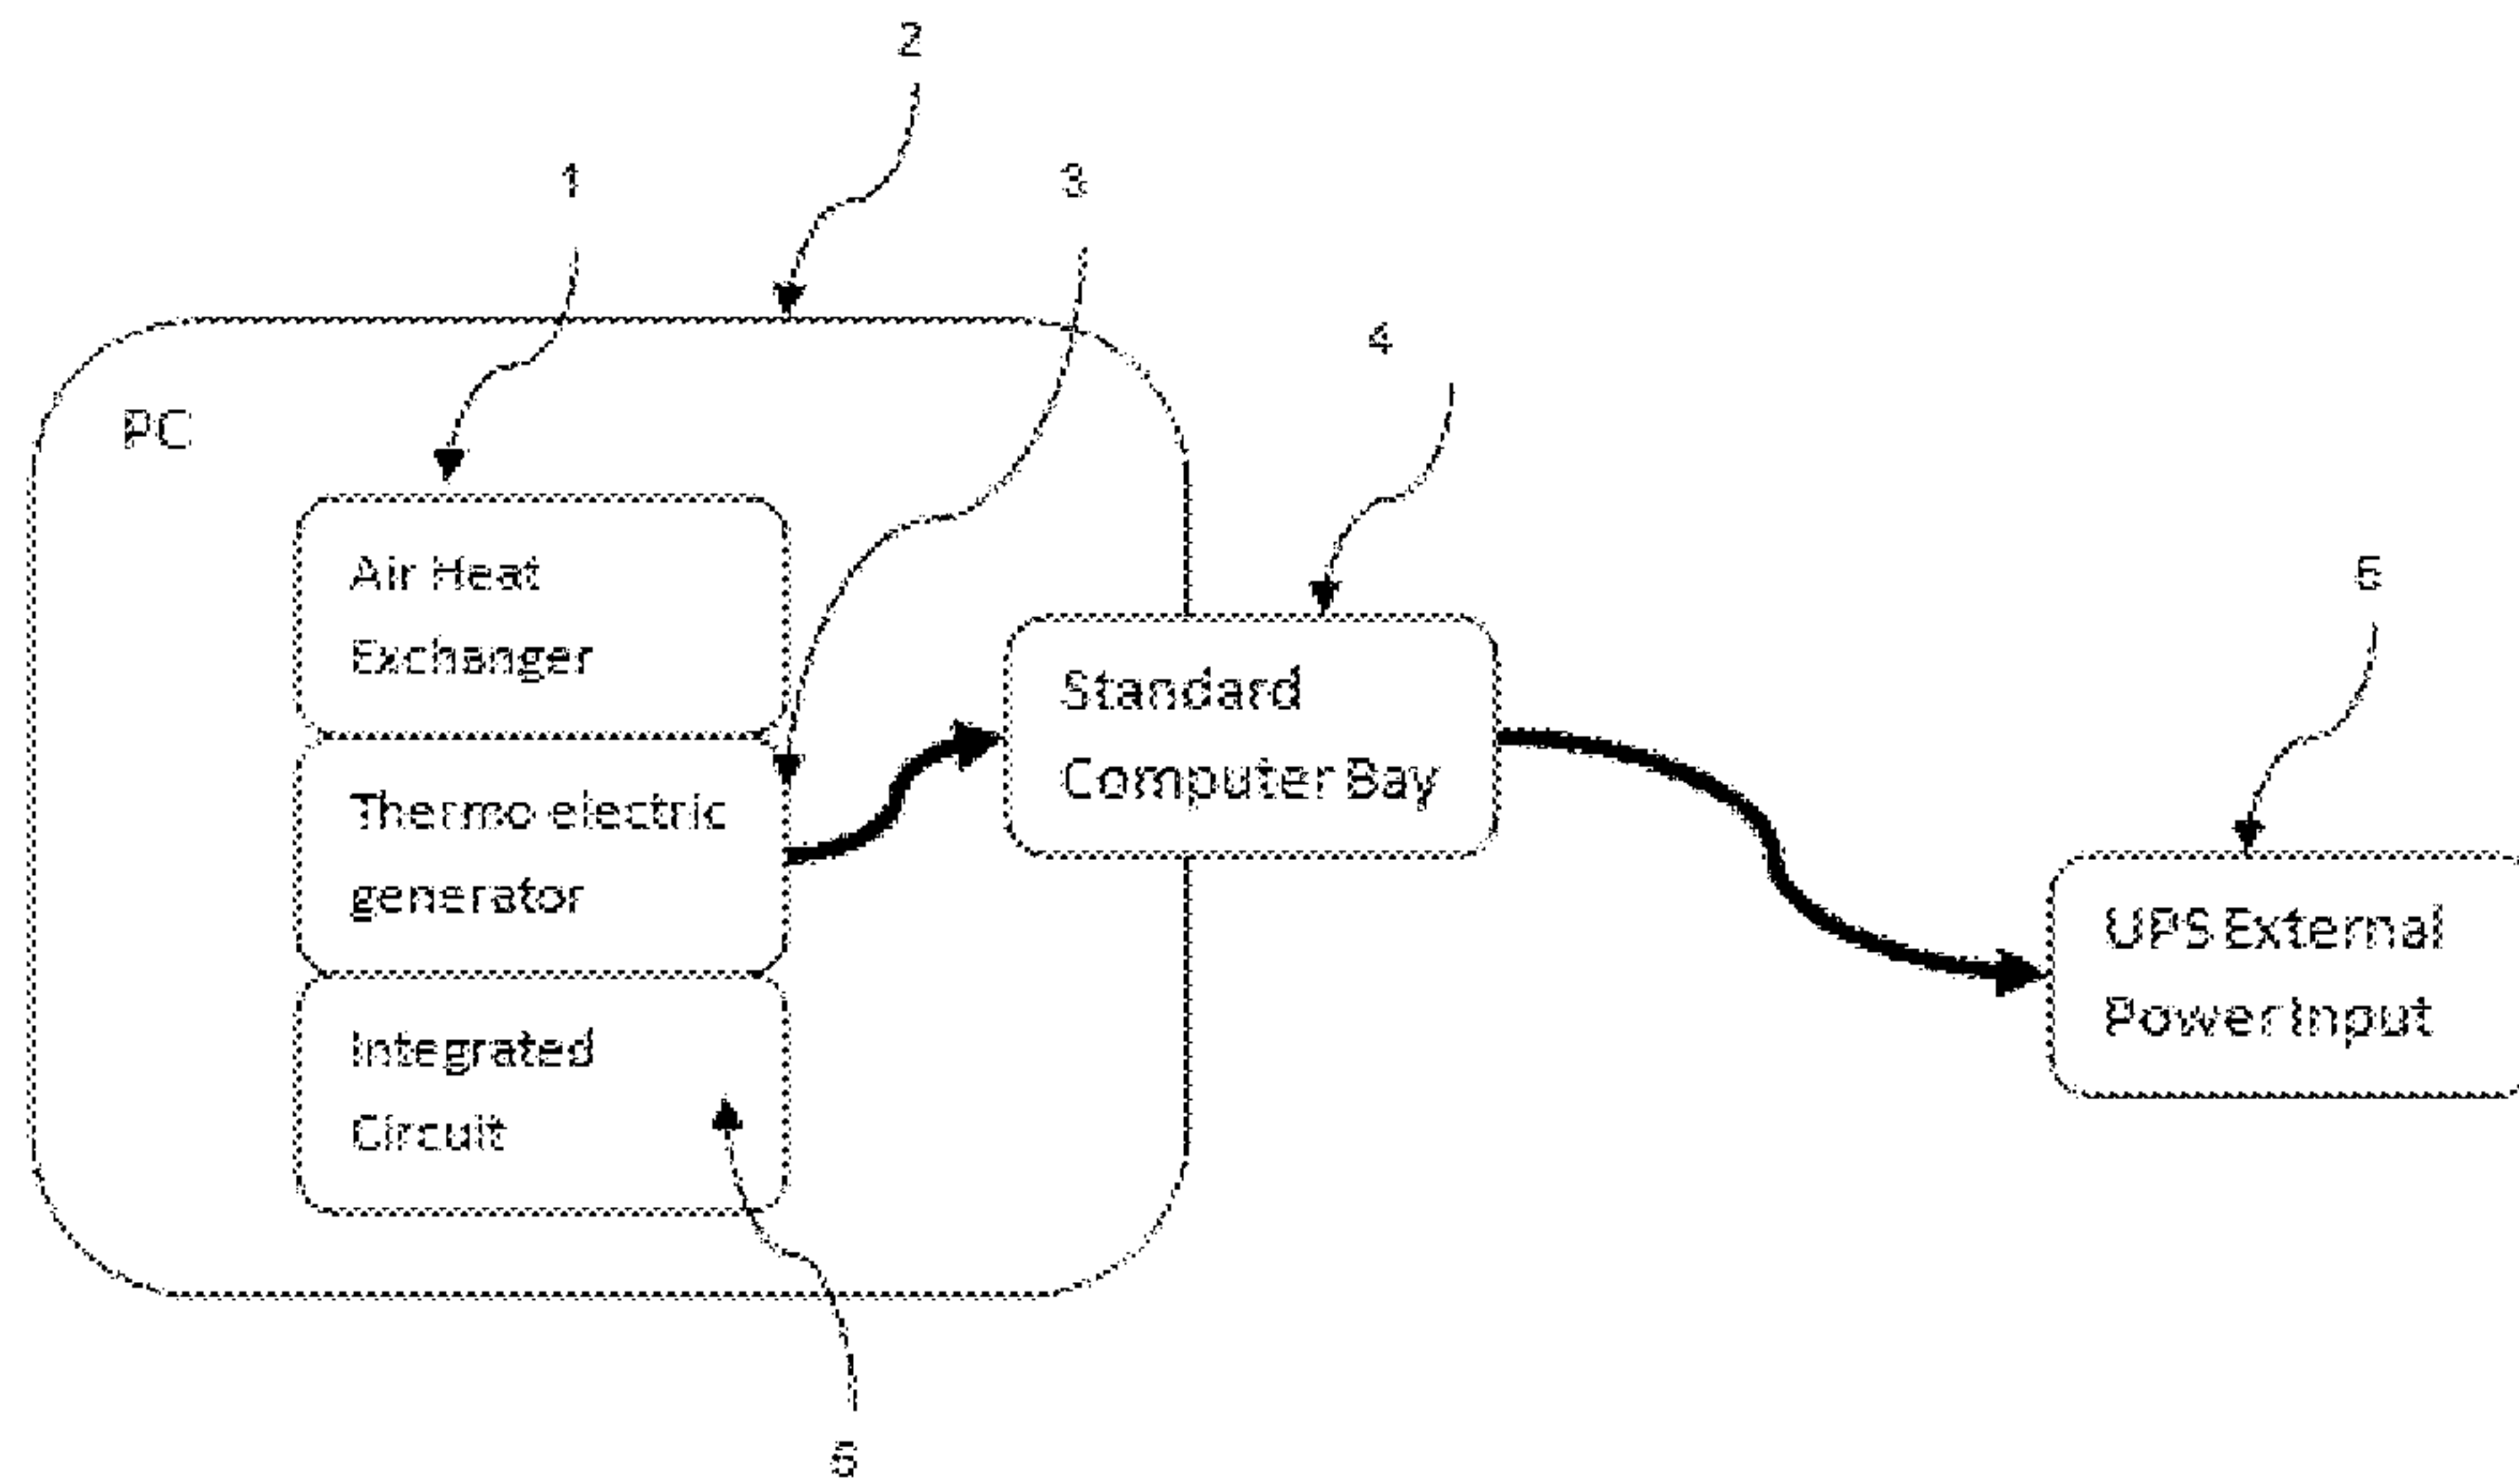 2
1
3
4
PC
Air Heat
Exchanger
Standard
Computer Bay
5
Thermo electric
generator
UPS External
Power Input
Integrated
Circuit